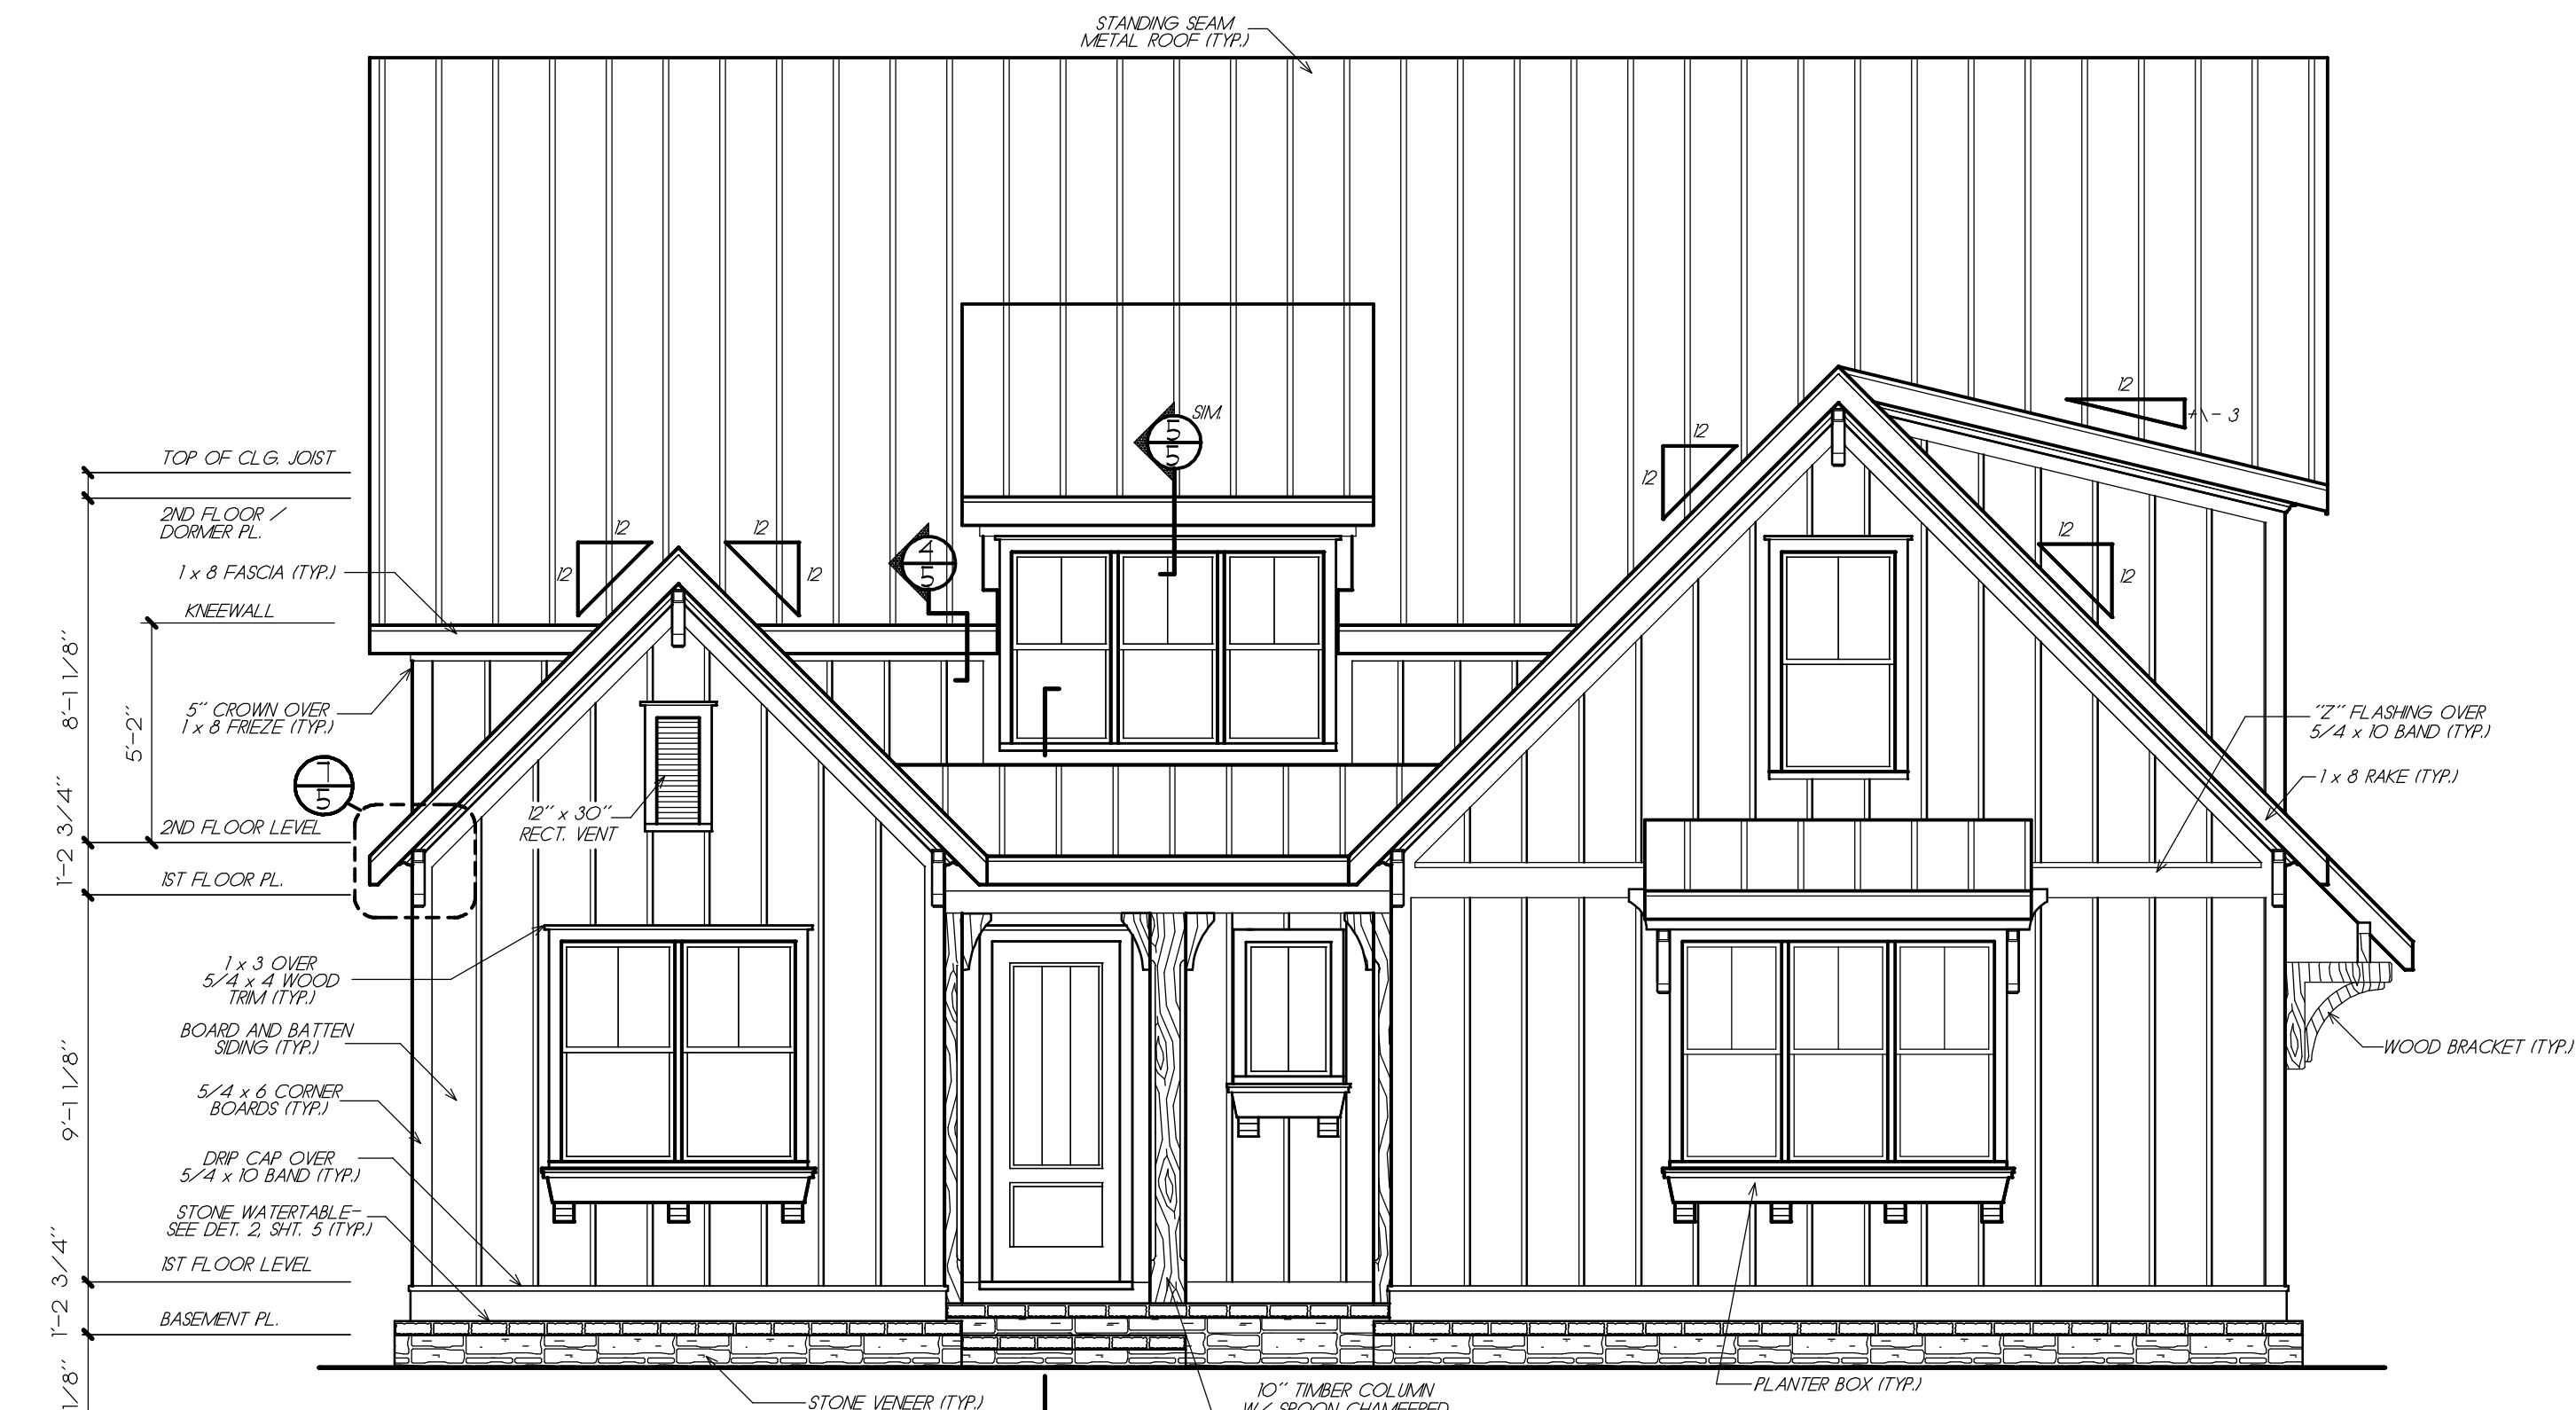 STANDING SEAM
METAL ROOF (TYP.)
SIM.
5
5
12
+\- 3
12
12
TOP OF CLG. JOIST
2ND FLOOR /
DORMER PL.
12
12
12
12
4
5
12
12
1 x 8 FASCIA (TYP.)
KNEEWALL
8'-1 1/8"
5'-2"
5" CROWN OVER
1 x 8 FRIEZE (TYP.)
"Z" FLASHING OVER
5/4 x 10 BAND (TYP.)
1 x 8 RAKE (TYP.)
1
5
12" x 30"
RECT. VENT
2ND FLOOR LEVEL
1'-2 3/4"
1ST FLOOR PL.
1 x 3 OVER
5/4 x 4 WOOD
TRIM (TYP.)
BOARD AND BATTEN
SIDING (TYP.)
WOOD BRACKET (TYP.)
9'-1 1/8"
5/4 x 6 CORNER
BOARDS (TYP.)
DRIP CAP OVER
5/4 x 10 BAND (TYP.)
STONE WATERTABLE-
SEE DET. 2, SHT. 5 (TYP.)
1ST FLOOR LEVEL
1'-2 3/4"
BASEMENT PL.
1/8"
STONE VENEER (TYP.)
10" TIMBER COLUMN
W/ SPOON CHAMFERED
PLANTER BOX (TYP.)